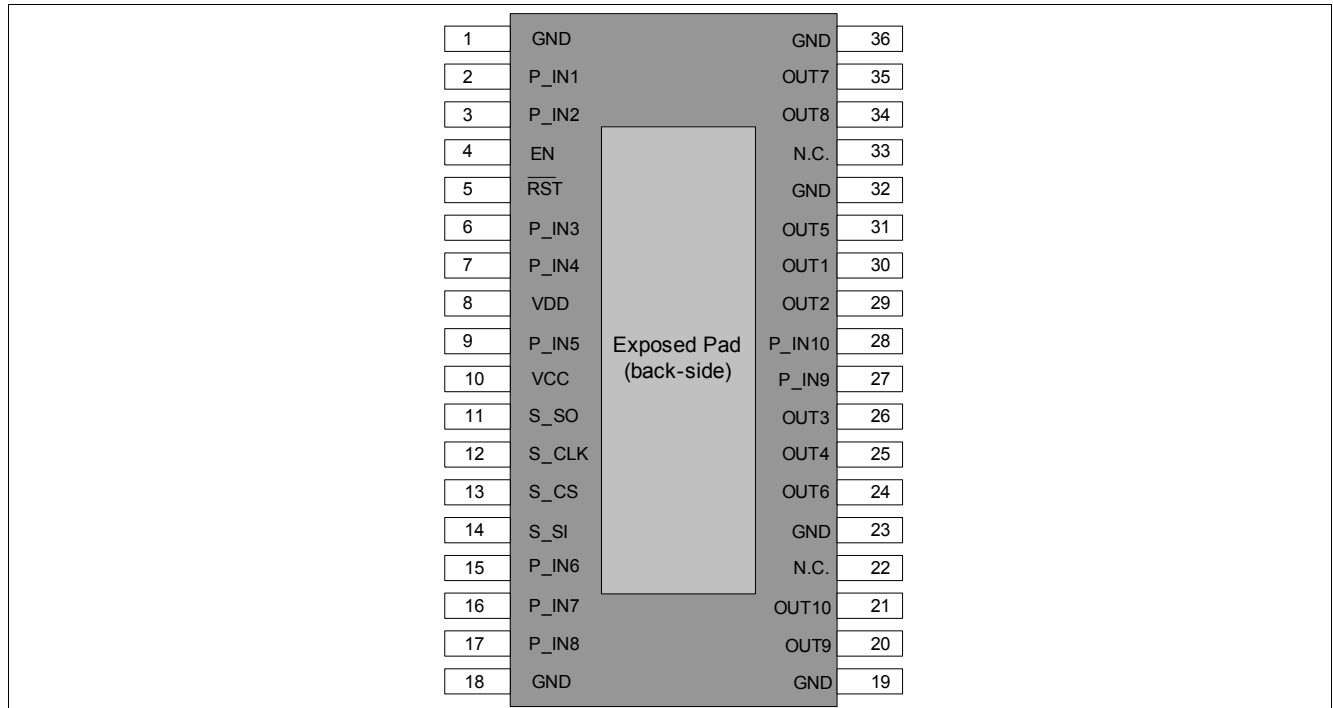 1 GND GND 36
2 P_IN1 OUT7 35
3 P_IN2 OUT8 34
4 EN N.C. 33
5 R̅S̅T̅ GND 32
6 P_IN3 OUT5 31
7 P_IN4 OUT1 30
8 VDD OUT2 29
9 P_IN5 Exposed Pad P_IN10 28
10 VCC (back-side) P_IN9 27
11 S_SO OUT3 26
12 S_CLK OUT4 25
13 S_CS OUT6 24
14 S_SI GND 23
15 P_IN6 N.C. 22
16 P_IN7 OUT10 21
17 P_IN8 OUT9 20
18 GND GND 19